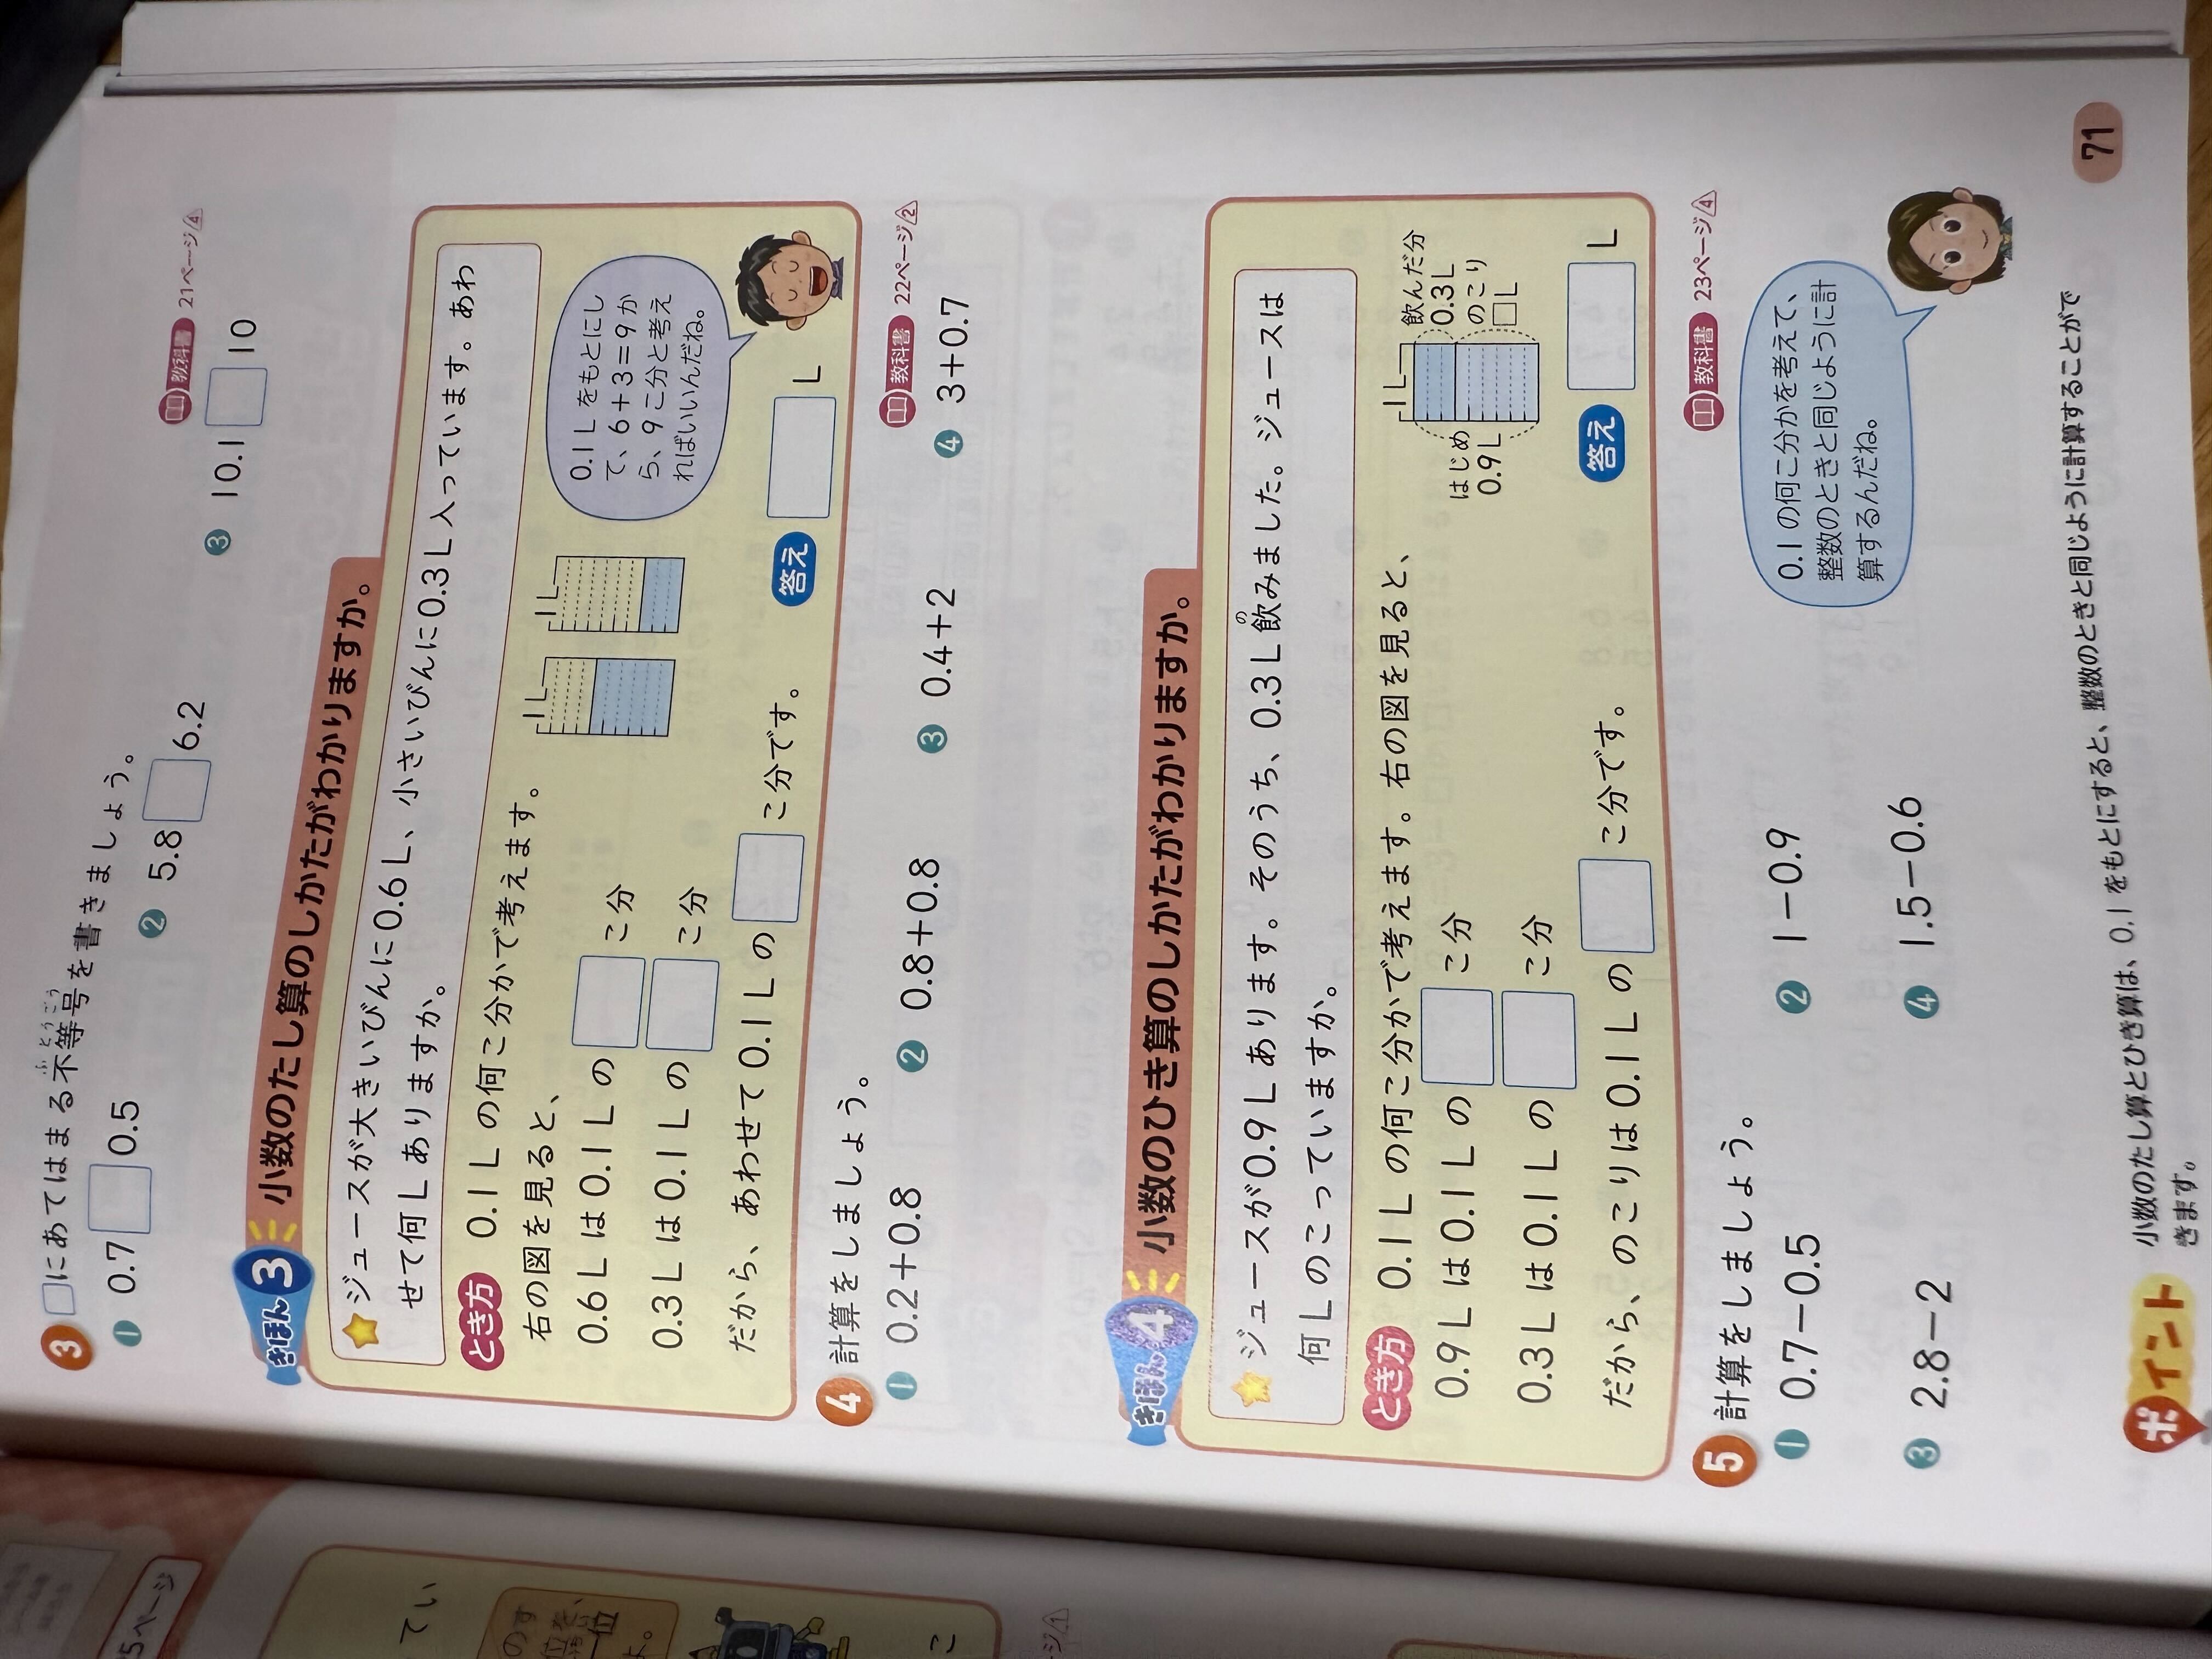 3 □にあてはまる不等号を書きましょう。
ふとうごう
教科書 21ページ4
1 0.7□0.5
2 5.8□6.2
3 10.1□10
きほん3 小数のたし算のしかたがわかりますか。
ジュースが大きいびんに0.6L、小さいびんに0.3L入っています。あわ
せて何Lありますか。
とき方 0.1Lの何こ分かで考えます。
右の図を見ると、
0.6Lは0.1Lの□こ分
0.3Lは0.1Lの□こ分
だから、あわせて0.1Lの□こ分です。
1L
1L
0.1Lをもとにし
て、6+3=9か
ら、9こ分と考え
ればいいんだね。
答え □L
4 計算をしましょう。
教科書 22ページ2
1 0.2+0.8
2 0.8+0.8
3 0.4+2
4 3+0.7
きほん4 小数のひき算のしかたがわかりますか。
の
ジュースが0.9Lあります。そのうち、0.3L飲みました。ジュースは
何Lのこっていますか。
とき方 0.1Lの何こ分かで考えます。右の図を見ると、
0.9Lは0.1Lの□こ分
0.3Lは0.1Lの□こ分
だから、のこりは0.1Lの□こ分です。
1L
はじめ
0.9L
飲んだ分
0.3L
のこり
□L
答え □L
5 計算をしましょう。
教科書 23ページ4
1 0.7-0.5
2 1-0.9
3 2.8-2
4 1.5-0.6
0.1の何こ分かを考えて、
整数のときと同じように計
算するんだね。
ポイント
小数のたし算とひき算は、0.1をもとにすると、整数のときと同じように計算することがで
きます。
71
5ページ
てい
のす
位
よ。
こ